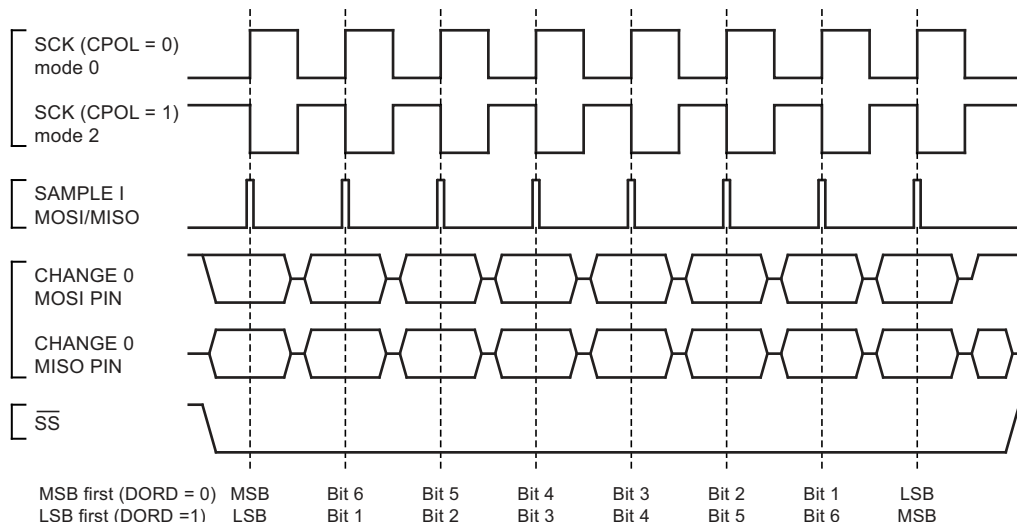 SCK (CPOL = 0)
mode 0
SCK (CPOL = 1)
mode 2
SAMPLE I
MOSI/MISO
CHANGE 0
MOSI PIN
CHANGE 0
MISO PIN
SS
MSB first (DORD = 0) MSB Bit 6 Bit 5 Bit 4 Bit 3 Bit 2 Bit 1 LSB
LSB first (DORD =1) LSB Bit 1 Bit 2 Bit 3 Bit 4 Bit 5 Bit 6 MSB